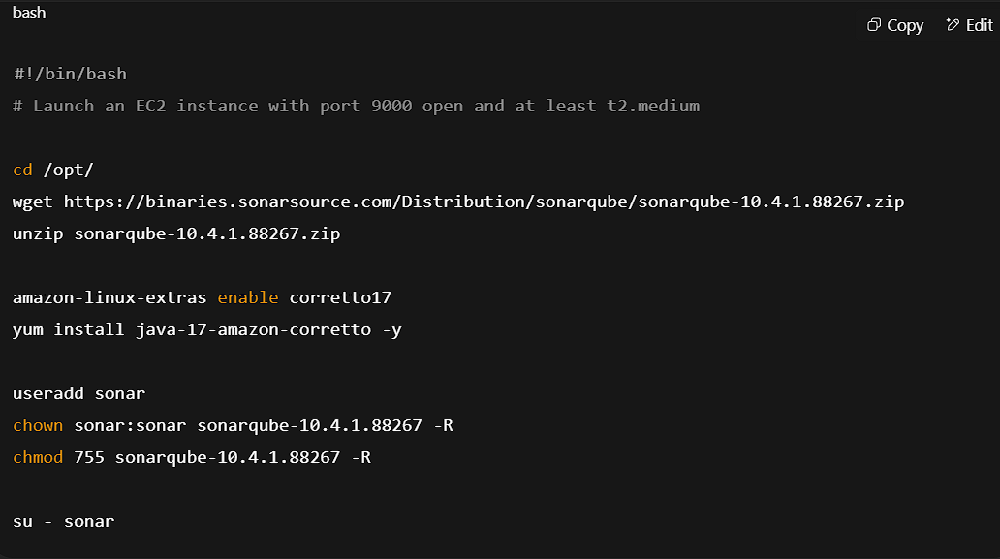 bash
Copy Edit
#!/bin/bash
# Launch an EC2 instance with port 9000 open and at least t2.medium
cd /opt/
wget https://binaries.sonarsource.com/Distribution/sonarqube/sonarqube-10.4.1.88267.zip
unzip sonarqube-10.4.1.88267.zip
amazon-linux-extras enable corretto17
yum install java-17-amazon-corretto -y
useradd sonar
chown sonar:sonar sonarqube-10.4.1.88267 -R
chmod 755 sonarqube-10.4.1.88267 -R
su - sonar